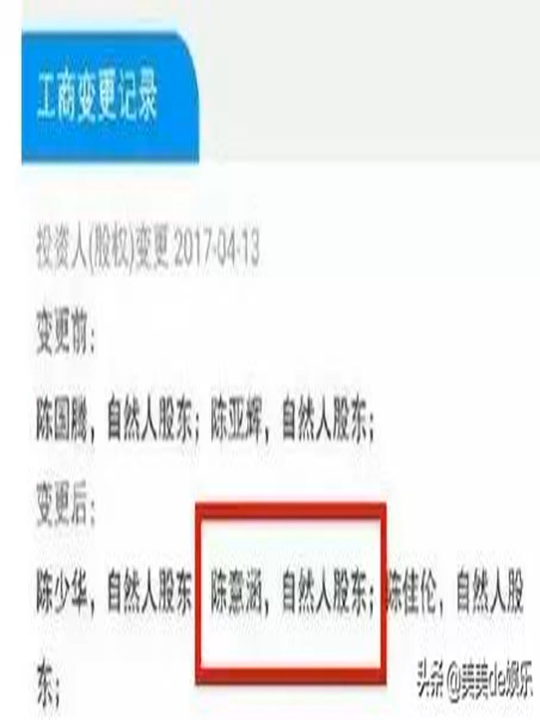 工商变更记录
投资人(股权)变更 2017-04-13
变更前:
陈国腾, 自然人股东; 陈亚辉, 自然人股东;
变更后:
陈少华, 自然人股东 陈意涵, 自然人股东; 陈佳伦, 自然人股
东;
头条 @美美de娱乐